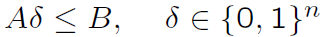 Aδ ≤ B, δ ∈ {0, 1}ⁿ